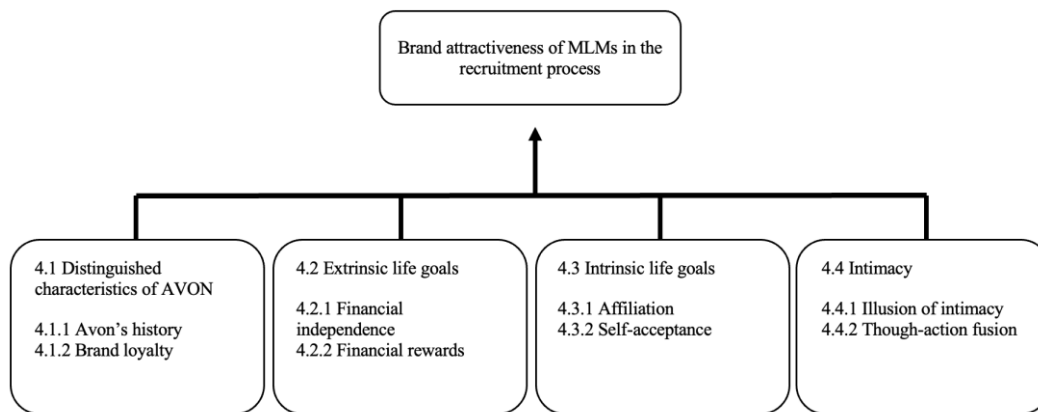 Brand attractiveness of MLMs in the
recruitment process
4.1 Distinguished
characteristics of AVON
4.1.1 Avon's history
4.1.2 Brand loyalty
4.2 Extrinsic life goals
4.2.1 Financial
independence
4.2.2 Financial rewards
4.3 Intrinsic life goals
4.3.1 Affiliation
4.3.2 Self-acceptance
4.4 Intimacy
4.4.1 Illusion of intimacy
4.4.2 Though-action fusion